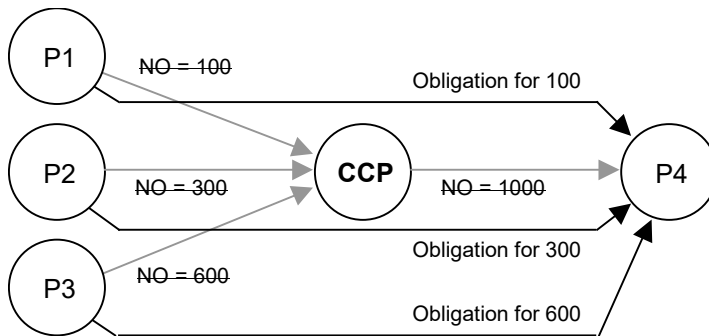 P1
NO = 100
Obligation for 100
P2
NO = 300
CCP
NO = 1000
P4
Obligation for 300
P3
NO = 600
Obligation for 600